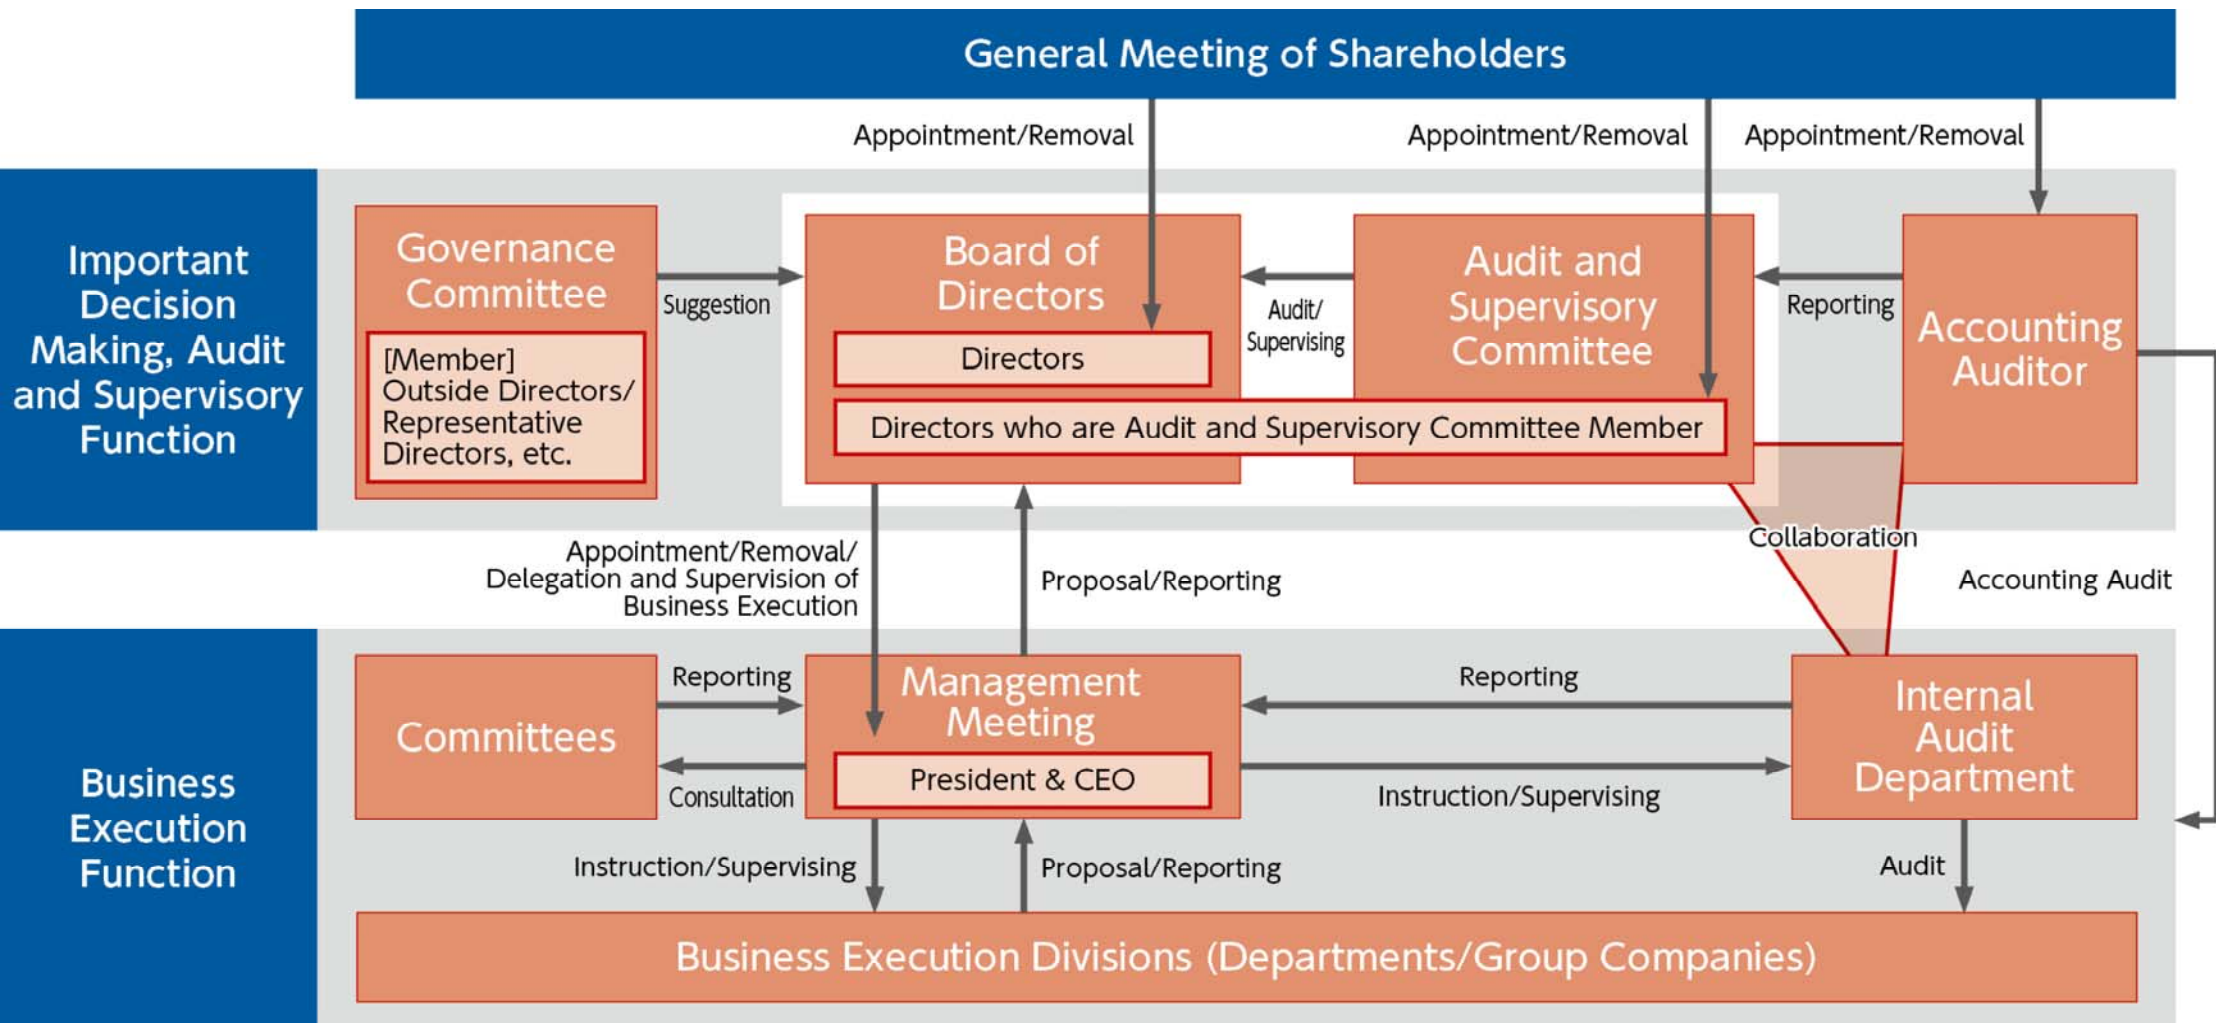 General Meeting of Shareholders
Appointment/Removal
Appointment/Removal
Appointment/Removal
Important
Decision
Making, Audit
and Supervisory
Function
Governance
Committee
[Member]
Outside Directors/
Representative
Directors, etc.
Suggestion
Board of
Directors
Directors
Directors who are Audit and Supervisory Committee Member
Audit/
Supervising
Audit and
Supervisory
Committee
Reporting
Accounting
Auditor
Collaboration
Appointment/Removal/
Delegation and Supervision of
Business Execution
Proposal/Reporting
Accounting Audit
Business
Execution
Function
Committees
Reporting
Consultation
Management
Meeting
President & CEO
Reporting
Instruction/Supervising
Internal
Audit
Department
Instruction/Supervising
Proposal/Reporting
Audit
Business Execution Divisions (Departments/Group Companies)